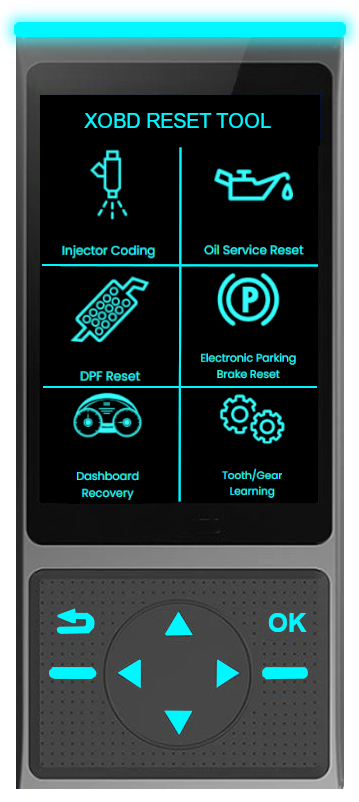 XOBD RESET TOOL
Injector Coding
Oil Service Reset
P
DPF Reset
Electronic Parking
Brake Reset
Dashboard
Recovery
Tooth/Gear
Learning
OK